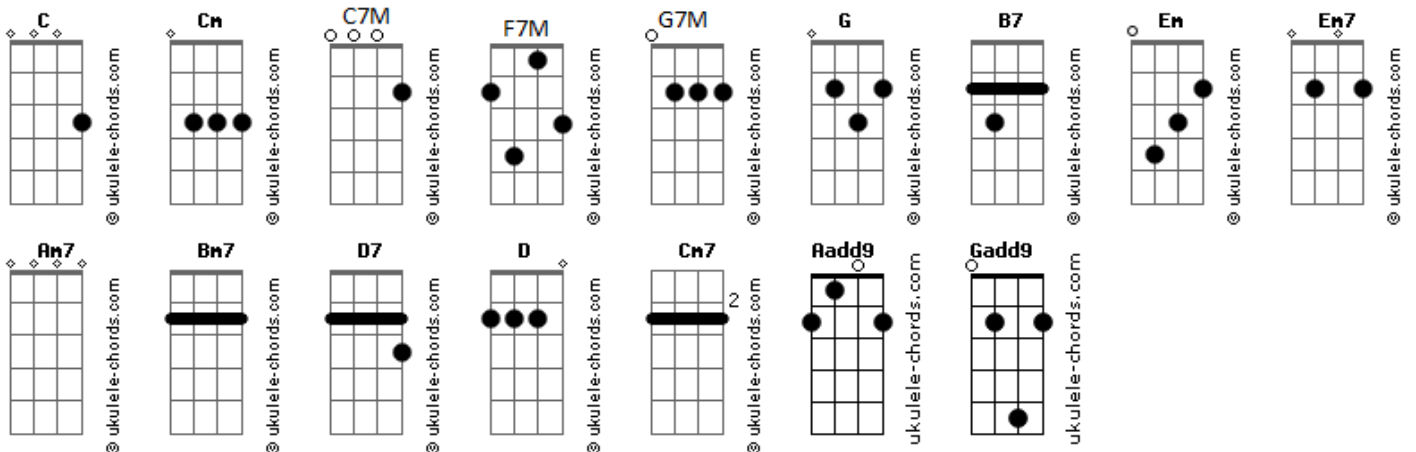 C Cm C7M F7M G7M G B7 Em Em7
© ukulele-chords.com © ukulele-chords.com © ukulele-chords.com © ukulele-chords.com © ukulele-chords.com © ukulele-chords.com © ukulele-chords.com © ukulele-chords.com © ukulele-chords.com
Am7 Bm7 D7 D Cm7 Aadd9 Gadd9
2
© ukulele-chords.com © ukulele-chords.com © ukulele-chords.com © ukulele-chords.com © ukulele-chords.com ukulele-chords.com ukulele-chords.com